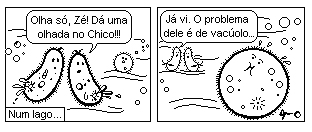 Olha só, Zé! Dá uma
olhada no Chico!!!
Num lago...
Já vi. O problema
dele é de vacúolo...